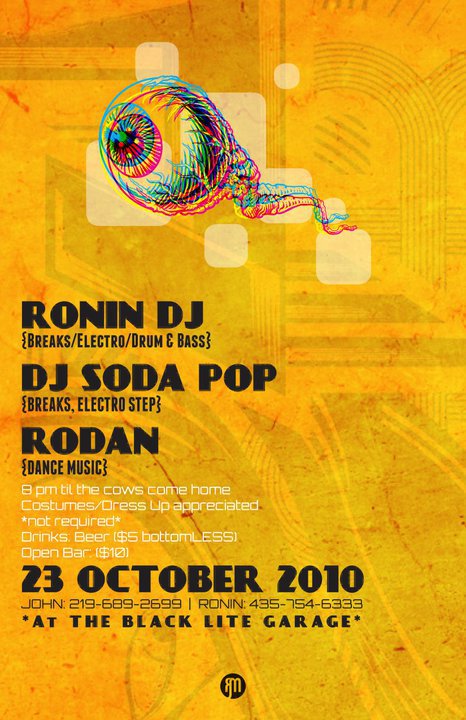 RONIN DJ
{BREAKS/ELECTRO/DRUM & BASS}
DJ SODA POP
{BREAKS, ELECTRO STEP}
RODAN
{DANCE MUSIC}
8 pm til the cows come home
Costumes/Dress Up appreciated
*not required*
Drinks: Beer ($5 bottomLESS)
Open Bar: ($10)
23 OCTOBER 2010
JOHN: 219-689-2699 | RONIN: 435-754-6333
*AT THE BLACK LITE GARAGE*
RM